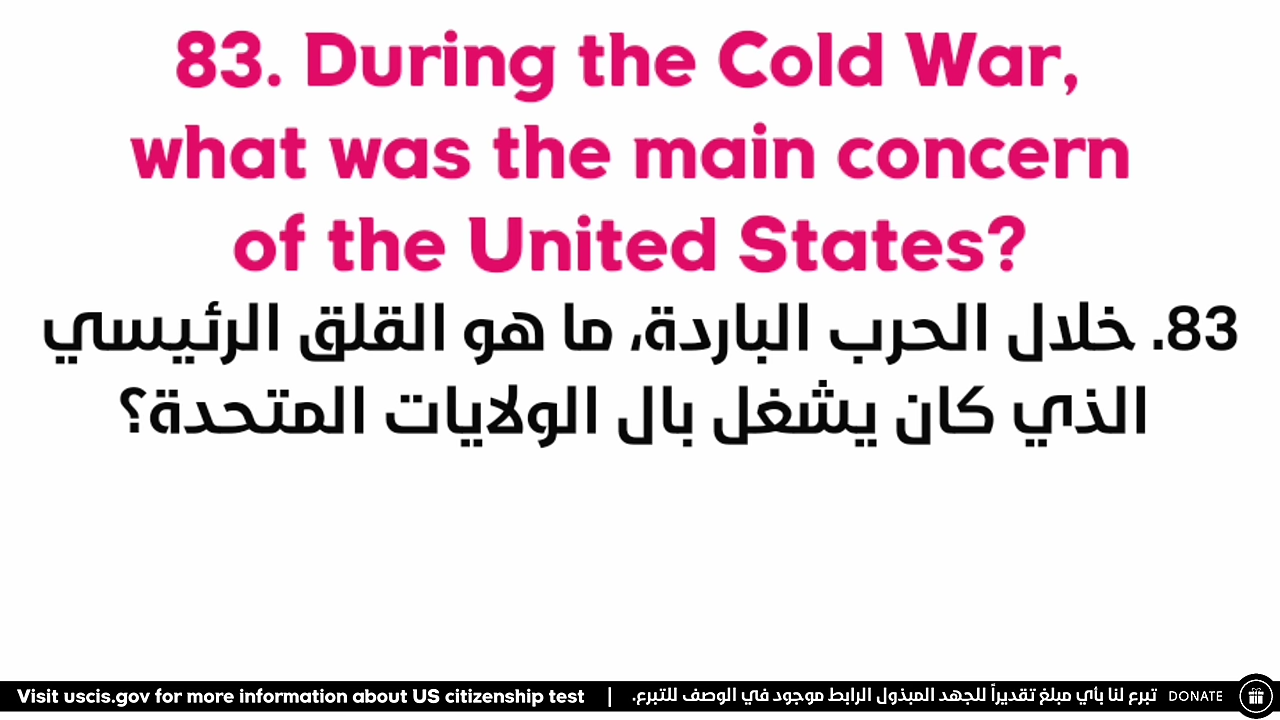 83. During the Cold War,
what was the main concern
of the United States?
83. خلال الحرب الباردة، ما هو القلق الرئيسي
الذي كان يشغل بال الولايات المتحدة؟
Visit uscis.gov for more information about US citizenship test | تبرع لنا بأي مبلغ تقديراً للجهد المبذول الرابط موجود في الوصف للتبرع. DONATE